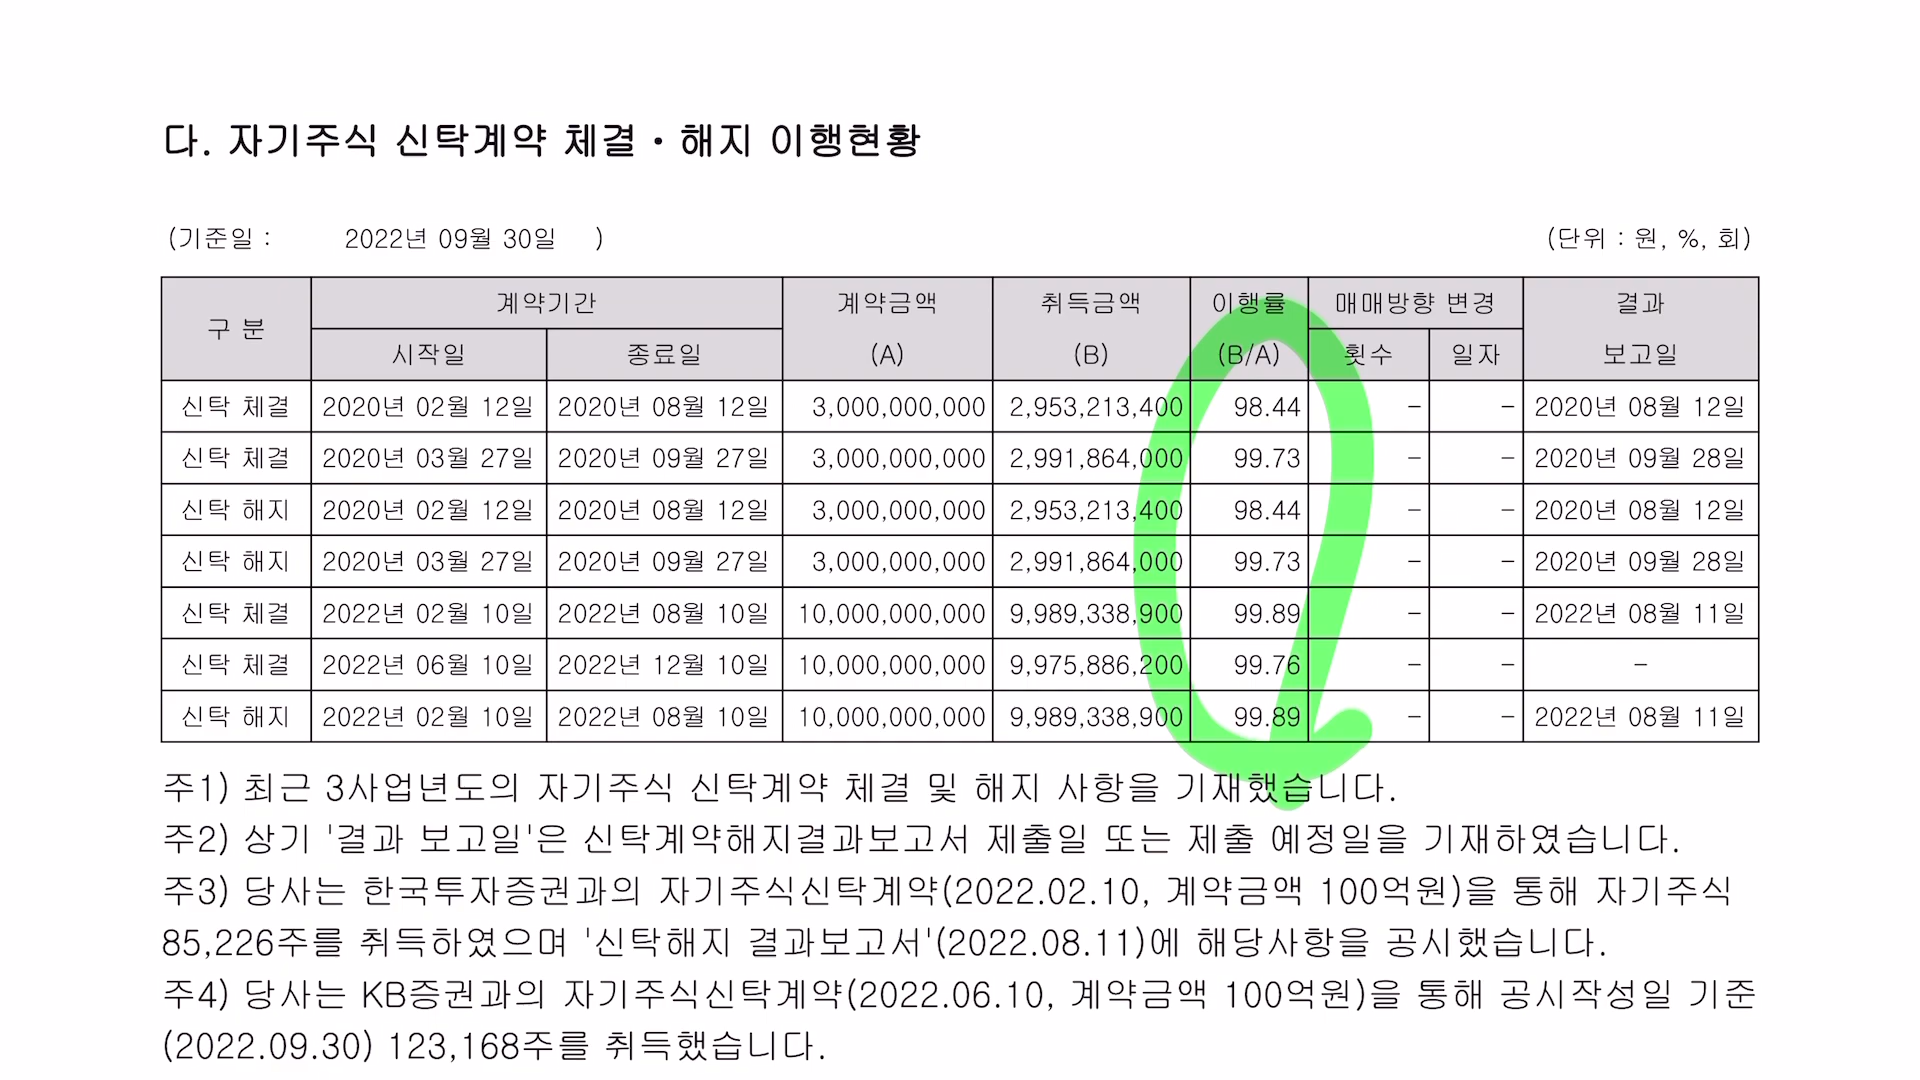 다. 자기주식 신탁계약 체결・해지 이행현황
(기준일 : 2022년 09월 30일 ) (단위 : 원, %, 회)
구 분 계약기간 계약금액 취득금액 이행률 매매방향 변경 결과
시작일 종료일 (A) (B) (B/A) 횟수 일자 보고일
신탁 체결 2020년 02월 12일 2020년 08월 12일 3,000,000,000 2,953,213,400 98.44 - - 2020년 08월 12일
신탁 체결 2020년 03월 27일 2020년 09월 27일 3,000,000,000 2,991,864,000 99.73 - - 2020년 09월 28일
신탁 해지 2020년 02월 12일 2020년 08월 12일 3,000,000,000 2,953,213,400 98.44 - - 2020년 08월 12일
신탁 해지 2020년 03월 27일 2020년 09월 27일 3,000,000,000 2,991,864,000 99.73 - - 2020년 09월 28일
신탁 체결 2022년 02월 10일 2022년 08월 10일 10,000,000,000 9,989,338,900 99.89 - - 2022년 08월 11일
신탁 체결 2022년 06월 10일 2022년 12월 10일 10,000,000,000 9,975,886,200 99.76 - - -
신탁 해지 2022년 02월 10일 2022년 08월 10일 10,000,000,000 9,989,338,900 99.89 - - 2022년 08월 11일
주1) 최근 3사업년도의 자기주식 신탁계약 체결 및 해지 사항을 기재했습니다.
주2) 상기 '결과 보고일'은 신탁계약해지결과보고서 제출일 또는 제출 예정일을 기재하였습니다.
주3) 당사는 한국투자증권과의 자기주식신탁계약(2022.02.10, 계약금액 100억원)을 통해 자기주식
85,226주를 취득하였으며 '신탁해지 결과보고서'(2022.08.11)에 해당사항을 공시했습니다.
주4) 당사는 KB증권과의 자기주식신탁계약(2022.06.10, 계약금액 100억원)을 통해 공시작성일 기준
(2022.09.30) 123,168주를 취득했습니다.